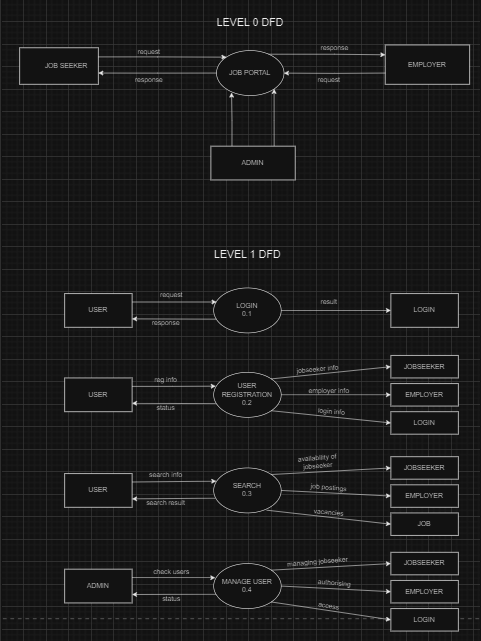 LEVEL 0 DFD
request
response
JOB SEEKER
JOB PORTAL
EMPLOYER
response
request
ADMIN
LEVEL 1 DFD
request
result
USER
LOGIN
0.1
LOGIN
response
jobseeker info
JOBSEEKER
reg info
USER
USER
REGISTRATION
0.2
employer info
EMPLOYER
status
login info
LOGIN
availability of
jobseeker
JOBSEEKER
search info
USER
SEARCH
0.3
job postings
EMPLOYER
search result
vacancies
JOB
managing jobseeker
JOBSEEKER
check users
ADMIN
MANAGE USER
0.4
authorising
EMPLOYER
status
access
LOGIN